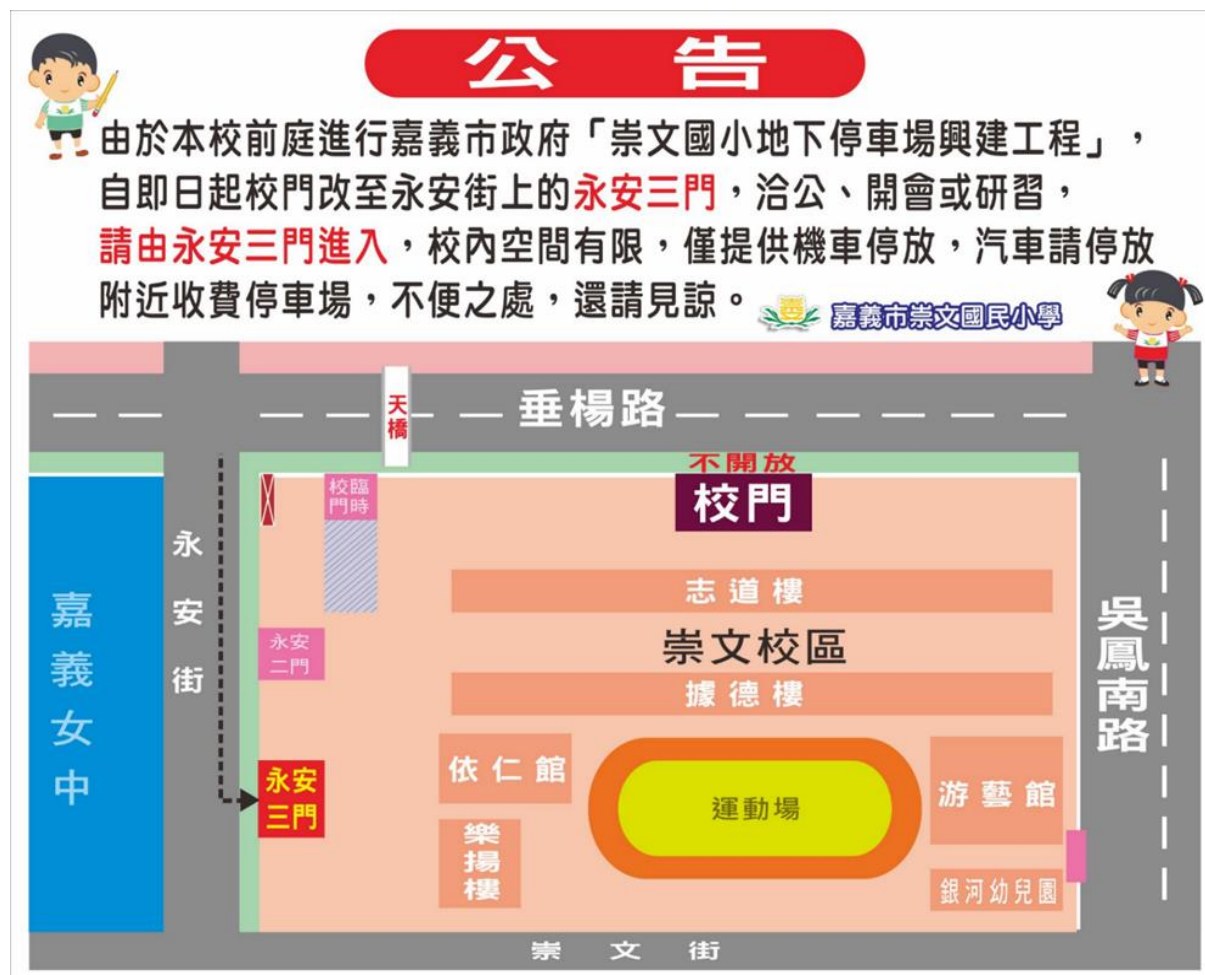 公告
由於本校前庭進行嘉義市政府「崇文國小地下停車場興建工程」，
自即日起校門改至永安街上的永安三門，洽公、開會或研習，
請由永安三門進入，校內空間有限，僅提供機車停放，汽車請停放
附近收費停車場，不便之處，還請見諒。
嘉義市崇文國民小學
垂楊路
天橋
不開放
校門
臨時
校門
永安街
嘉義女中
永安
二門
永安
三門
志道樓
崇文校區
據德樓
依仁館
樂揚樓
運動場
游藝館
銀河幼兒園
吳鳳南路
崇文街